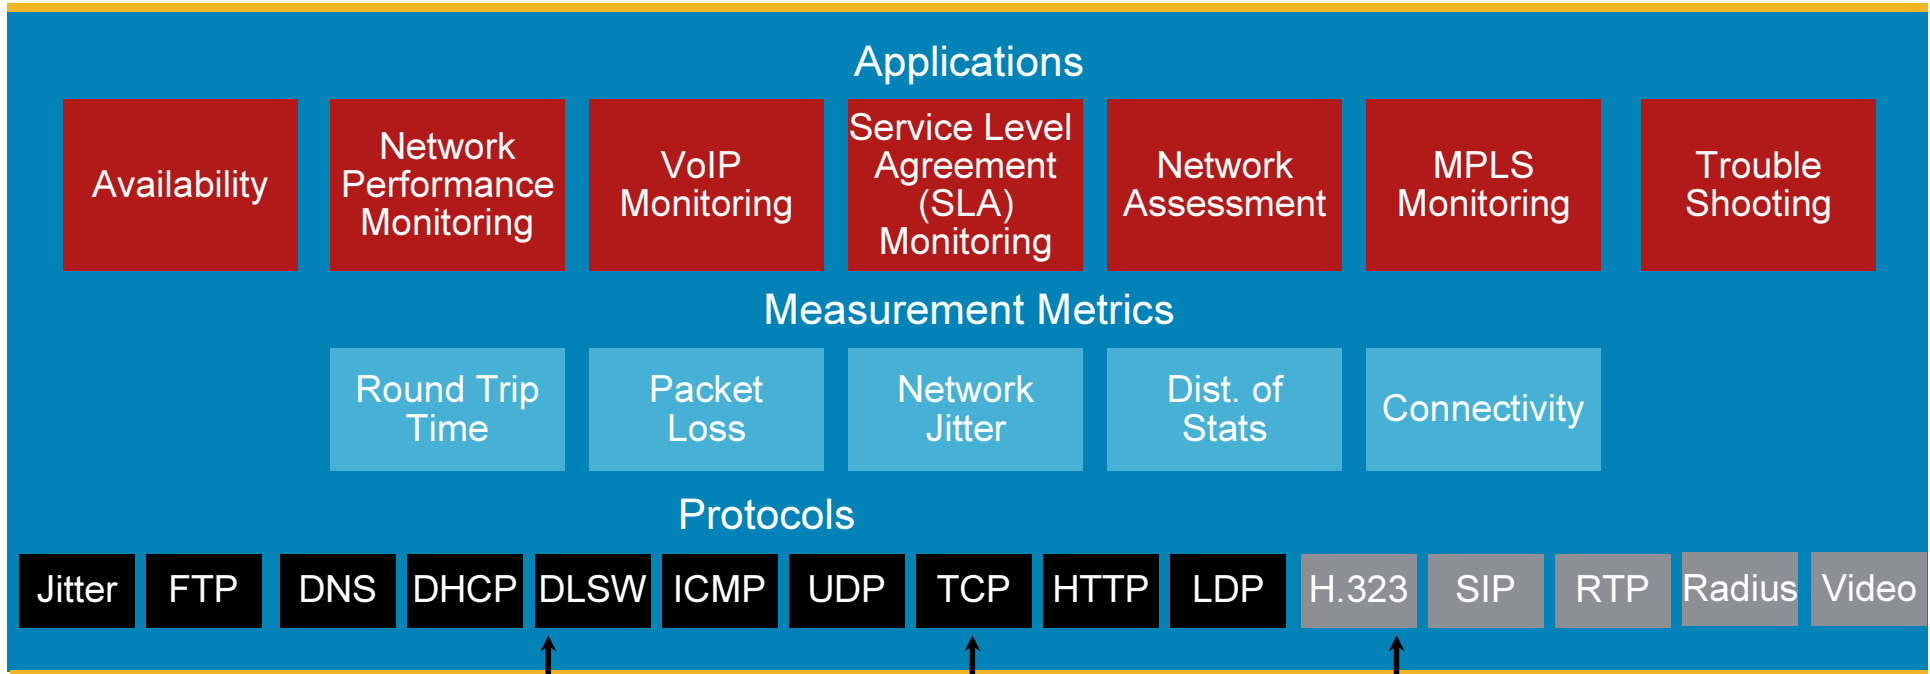 Applications
Availability
Network
Performance
Monitoring
VoIP
Monitoring
Service Level
Agreement
(SLA)
Monitoring
Network
Assessment
MPLS
Monitoring
Trouble
Shooting
Measurement Metrics
Round Trip
Time
Packet
Loss
Network
Jitter
Dist. of
Stats
Connectivity
Protocols
Jitter
FTP
DNS
DHCP
DLSW
ICMP
UDP
TCP
HTTP
LDP
H.323
SIP
RTP
Radius
Video